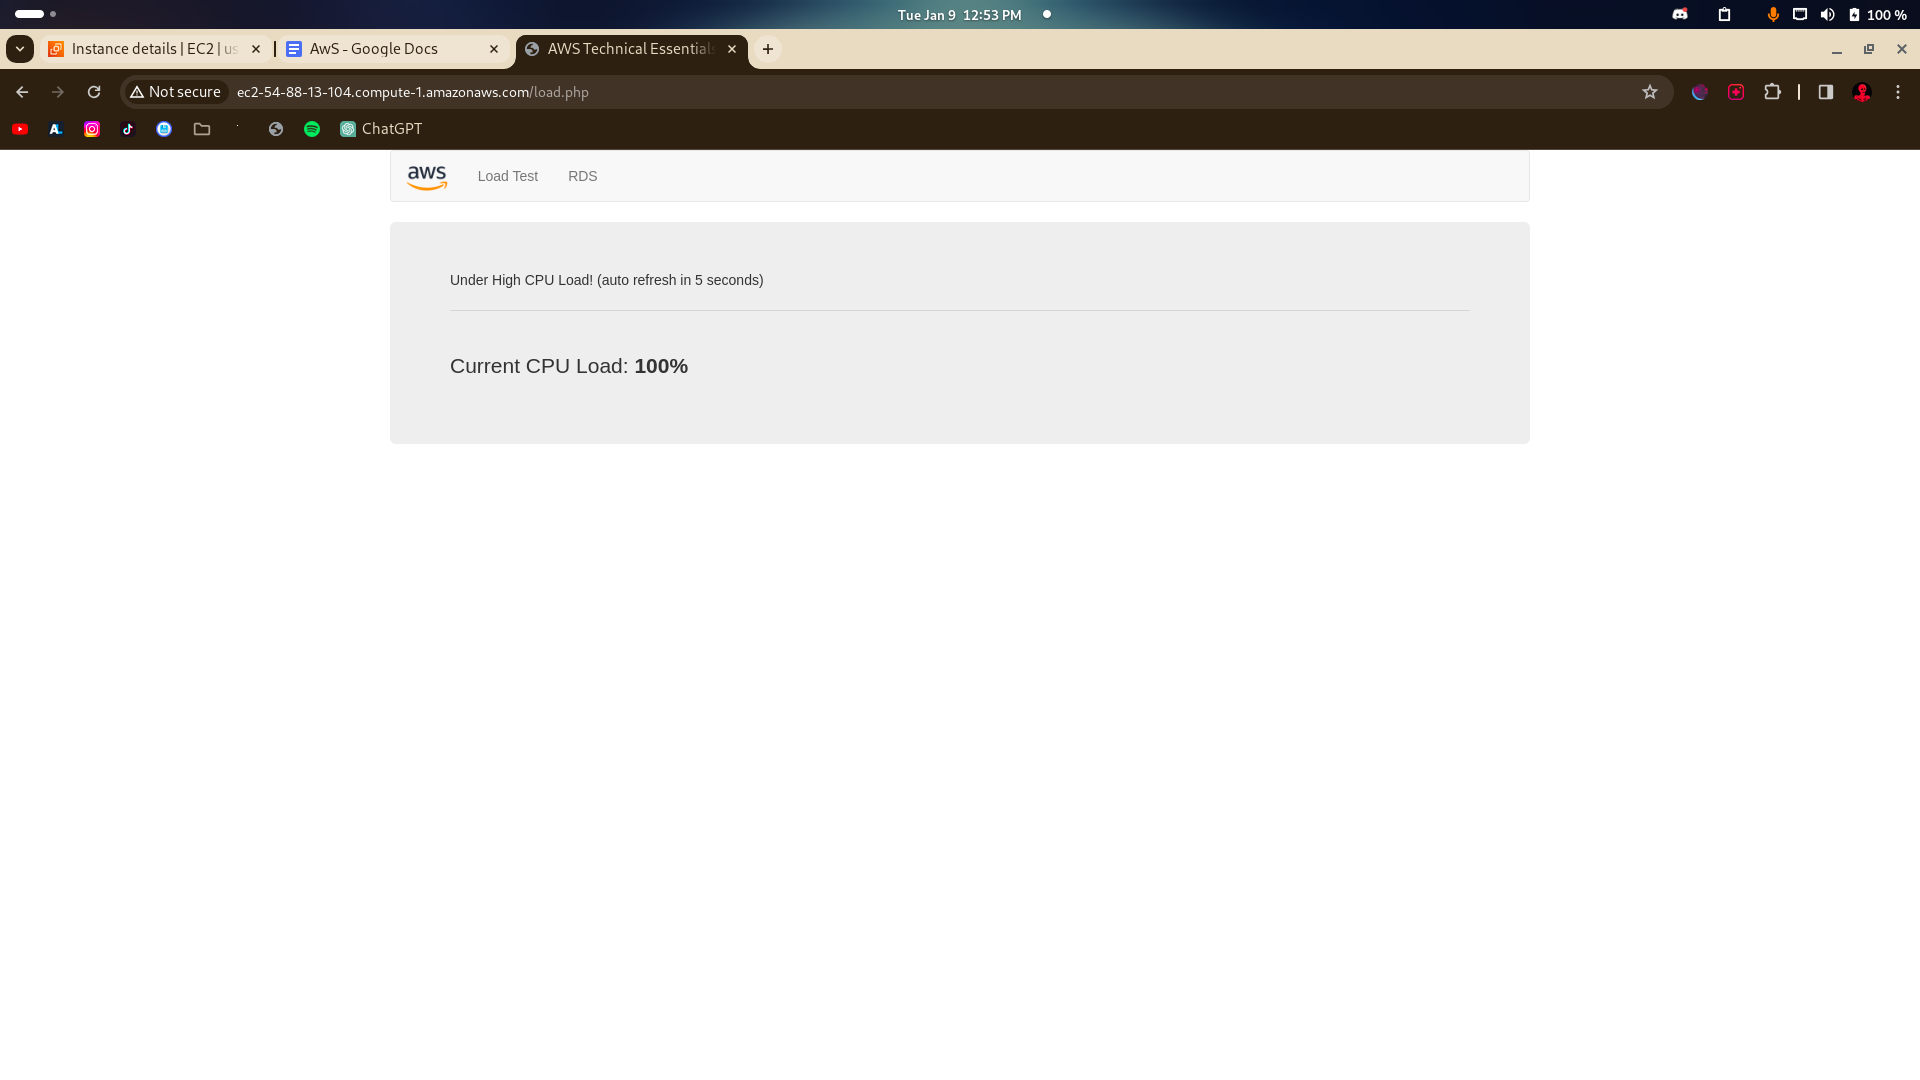 Tue Jan 9 12:53 PM
100 %
Instance details | EC2 | us
AwS - Google Docs
AWS Technical Essentials
Not secure
ec2-54-88-13-104.compute-1.amazonaws.com/load.php
ChatGPT
aws
Load Test
RDS
Under High CPU Load! (auto refresh in 5 seconds)
Current CPU Load: 100%